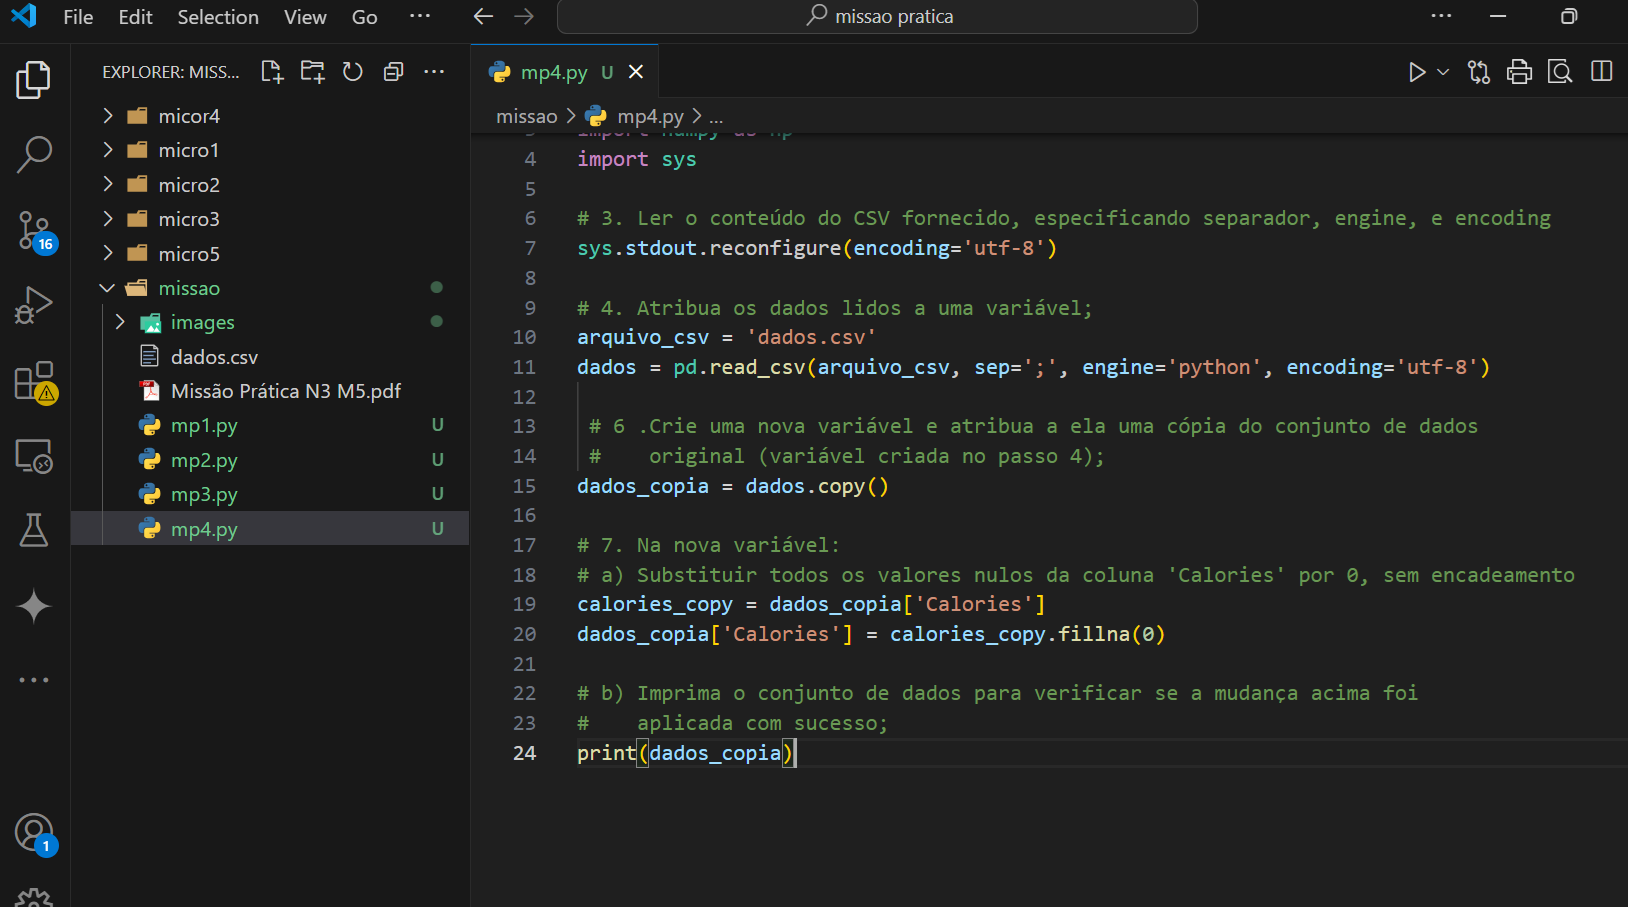 File Edit Selection View Go ... missao pratica
EXPLORER: MISS...
micor4
micro1
micro2
micro3
micro5
missao
images
dados.csv
Missão Prática N3 M5.pdf
mp1.py U
mp2.py U
mp3.py U
mp4.py U
16
1
mp4.py U
missao > mp4.py > ...
3 import numpy as np
4 import sys
5
6 # 3. Ler o conteúdo do CSV fornecido, especificando separador, engine, e encoding
7 sys.stdout.reconfigure(encoding='utf-8')
8
9 # 4. Atribua os dados lidos a uma variável;
10 arquivo_csv = 'dados.csv'
11 dados = pd.read_csv(arquivo_csv, sep=';', engine='python', encoding='utf-8')
12
13 # 6 .Crie uma nova variável e atribua a ela uma cópia do conjunto de dados
14 #    original (variável criada no passo 4);
15 dados_copia = dados.copy()
16
17 # 7. Na nova variável:
18 # a) Substituir todos os valores nulos da coluna 'Calories' por 0, sem encadeamento
19 calories_copy = dados_copia['Calories']
20 dados_copia['Calories'] = calories_copy.fillna(0)
21
22 # b) Imprima o conjunto de dados para verificar se a mudança acima foi
23 #    aplicada com sucesso;
24 print(dados_copia)